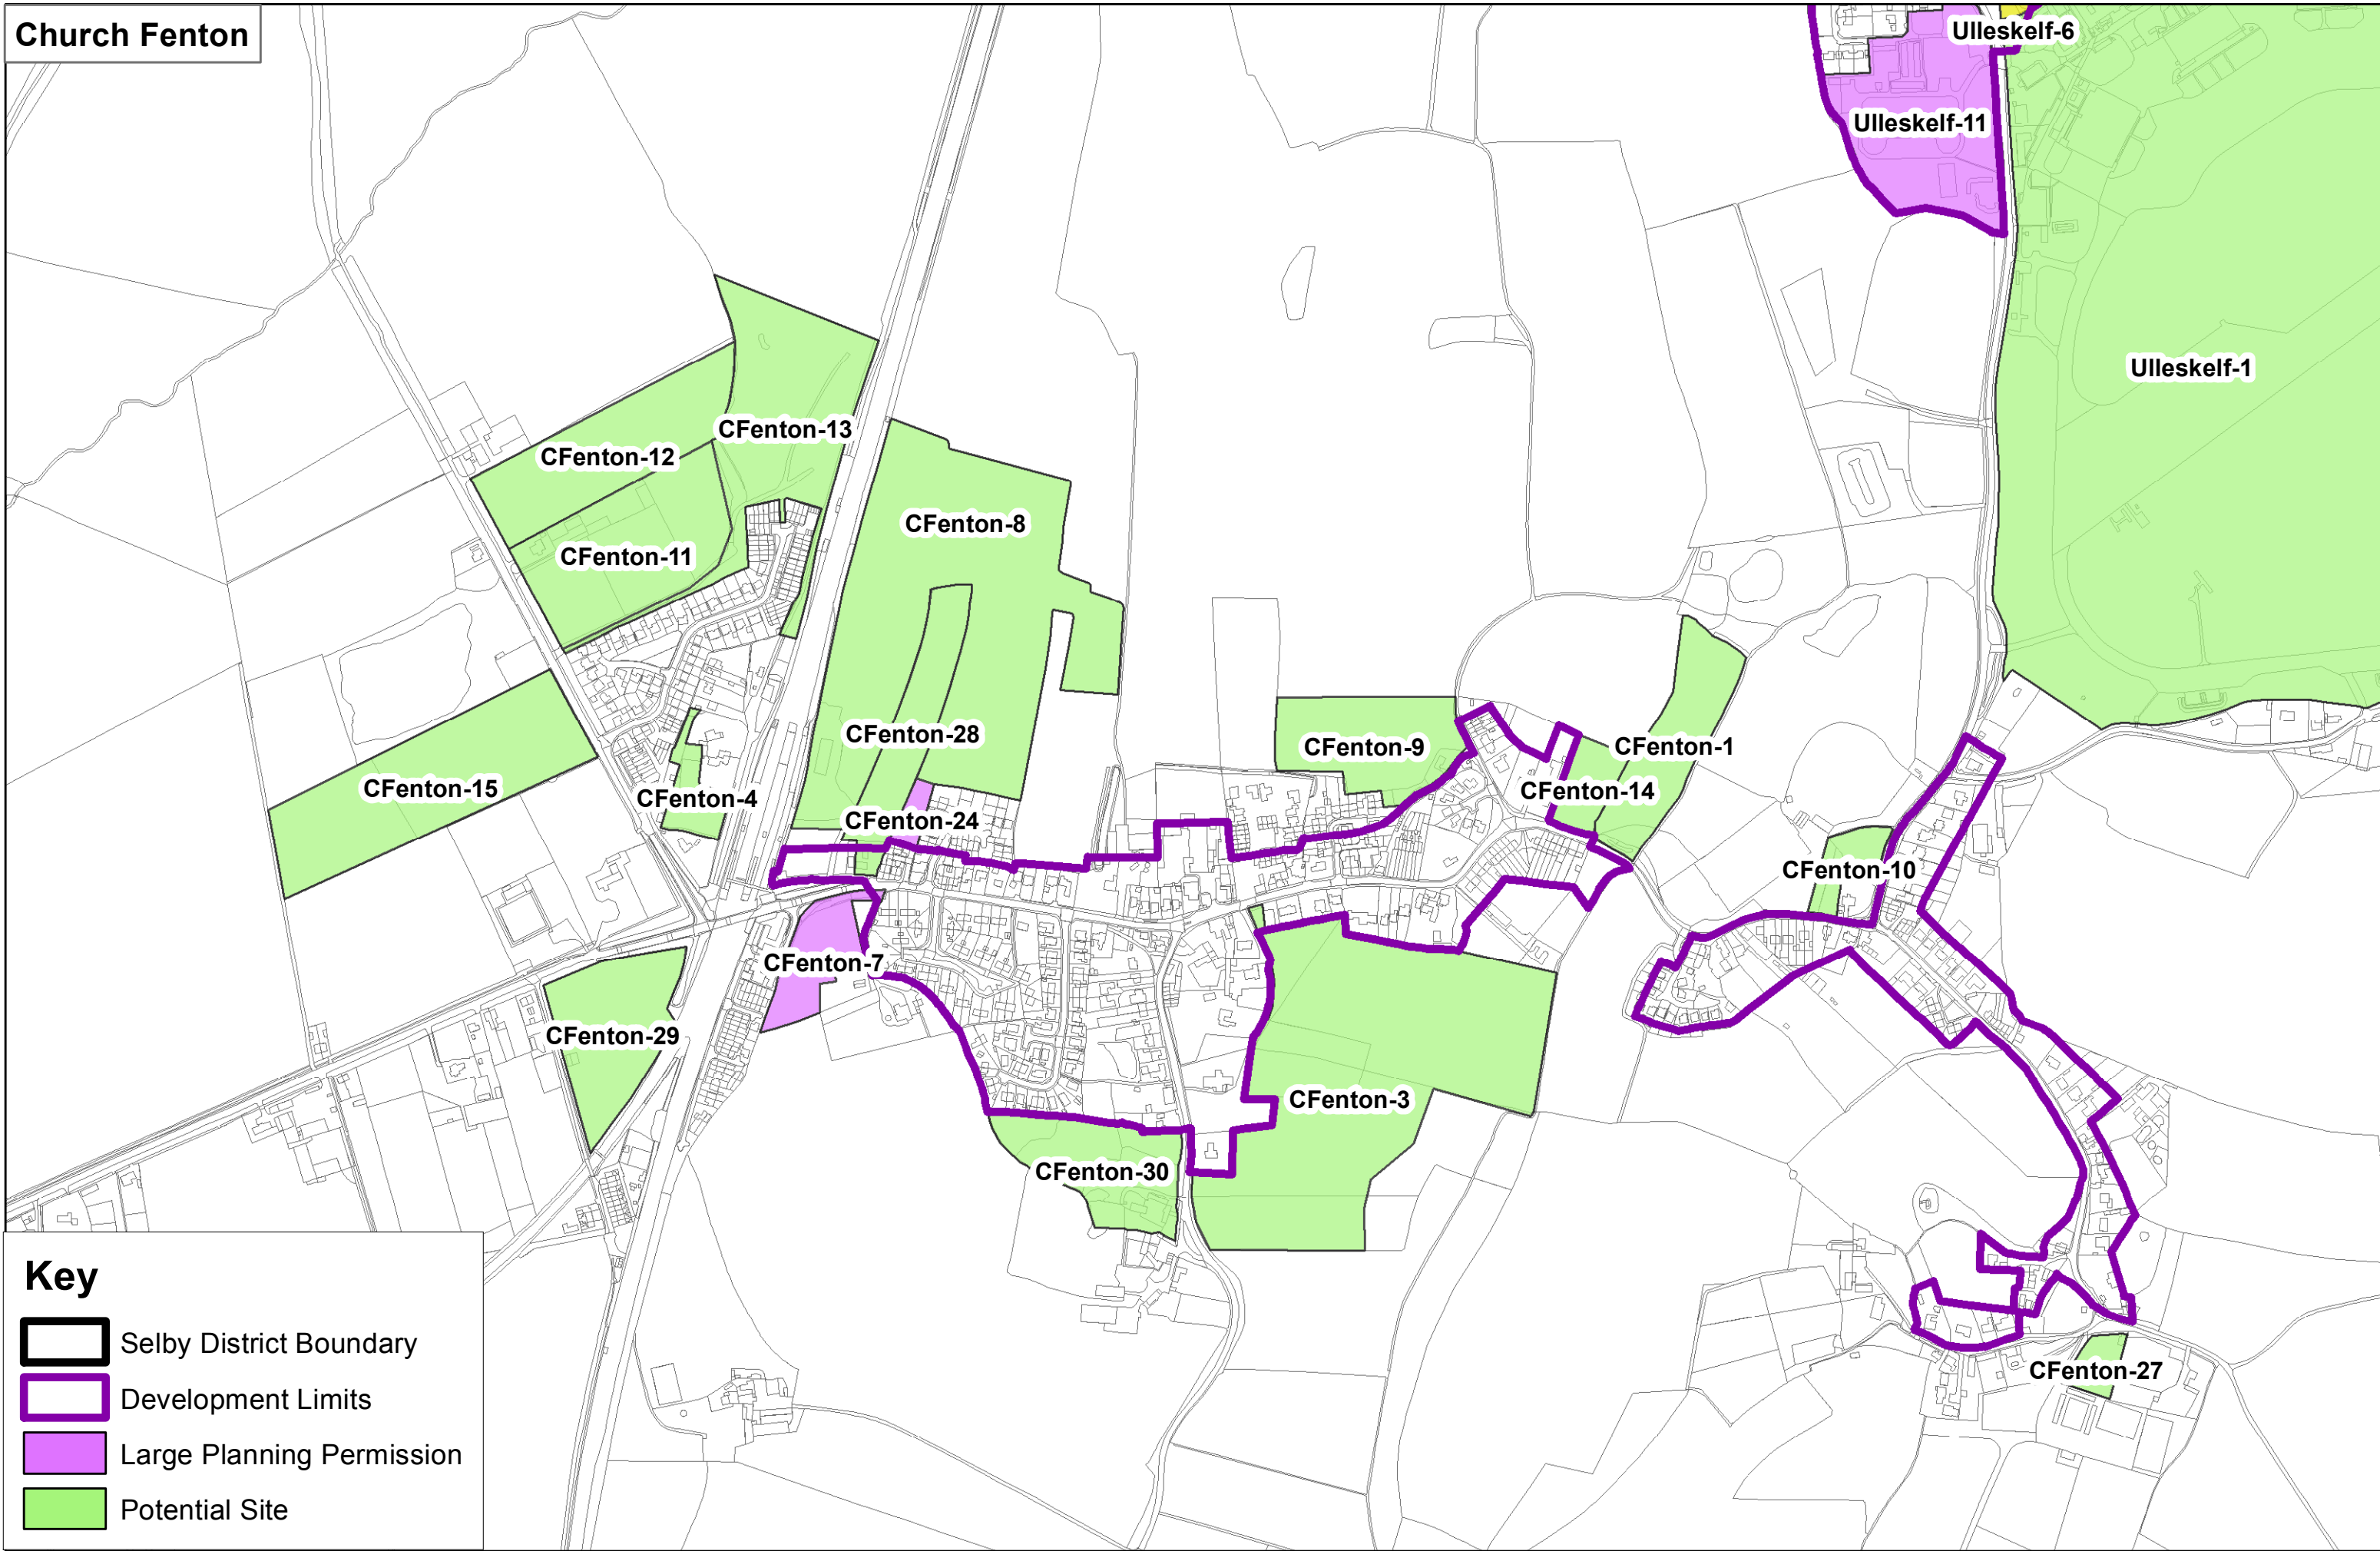 Church Fenton
Ulleskelf-6
Ulleskelf-11
Ulleskelf-1
CFenton-13
CFenton-12
CFenton-8
CFenton-11
CFenton-28
CFenton-9
CFenton-1
CFenton-15
CFenton-4
CFenton-14
CFenton-24
CFenton-10
CFenton-7
CFenton-29
CFenton-3
CFenton-30
CFenton-27
Key
Selby District Boundary
Development Limits
Large Planning Permission
Potential Site